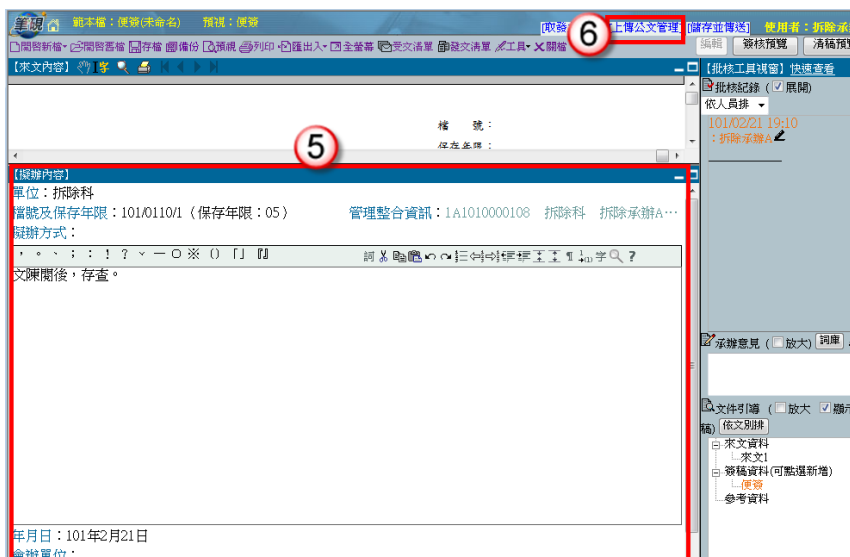 筆硯 範本檔：便簽(未命名) 預視：便簽
[取 上傳公文管理] [儲存並傳送] 使用者：拆除承
6
開啟新檔 開啟舊檔 存檔 備份 預視 列印 匯出入 全螢幕 受文清單 發文清單 工具 關檔
編輯 簽核預覽 清稿預
【來文內容】
檔 號：
保存年限：
5
【擬辦內容】
單位：拆除科
檔號及保存年限：101/0110/1（保存年限：05） 管理整合資訊：1A1010000108 拆除科 拆除承辦A…
擬辦方式：
， 。 、 ； ： ！ ？ ﹀ — ○ ※ () 「」 『』 詞 ¶ 字 ?
文陳閱後，存查。
年月日：101年2月21日
會辦單位：
【批核工具視窗】快速查看
批核紀錄 (展開)
依人員排
101/02/21 19:10
：拆除承辦A
承辦意見 (放大) 詞庫
文件引導 (放大 顯示
稿) 依文別排
來文資料
來文1
簽稿資料(可點選新增)
便簽
參考資料